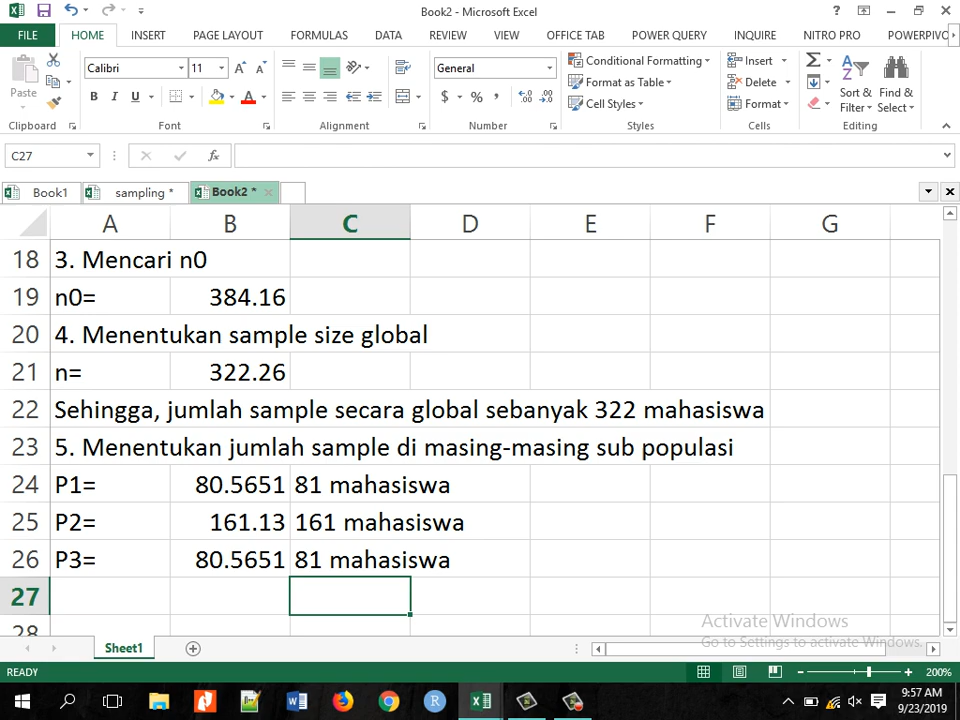 Book2 - Microsoft Excel
FILE HOME INSERT PAGE LAYOUT FORMULAS DATA REVIEW VIEW OFFICE TAB POWER QUERY INQUIRE NITRO PRO POWERPIVO
Paste
Calibri 11
B I U
General
$ %
Conditional Formatting
Format as Table
Cell Styles
Insert
Delete
Format
Sort & Filter
Find & Select
Clipboard Font Alignment Number Styles Cells Editing
C27
fx
Book1 sampling * Book2 *
A B C D E F G
18 3. Mencari n0
19 n0= 384.16
20 4. Menentukan sample size global
21 n= 322.26
22 Sehingga, jumlah sample secara global sebanyak 322 mahasiswa
23 5. Menentukan jumlah sample di masing-masing sub populasi
24 P1= 80.5651 81 mahasiswa
25 P2= 161.13 161 mahasiswa
26 P3= 80.5651 81 mahasiswa
27
28
Activate Windows
Go to Settings to activate Windows.
Sheet1
READY 200%
9:57 AM
9/23/2019